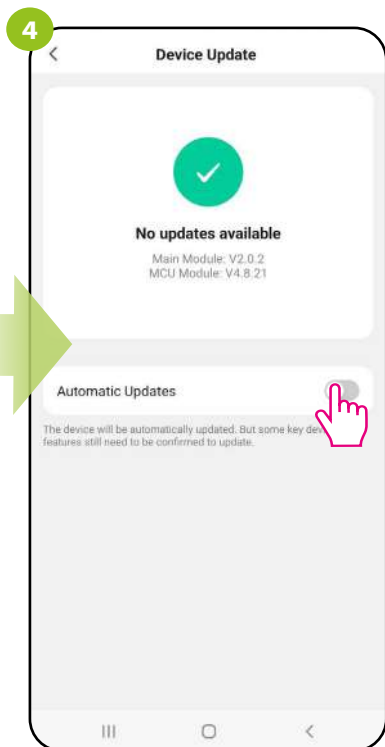 4
Device Update
No updates available
Main Module: V2.0.2
MCU Module: V4.8.21
Automatic Updates
The device will be automatically updated. But some key
features still need to be confirmed to update.